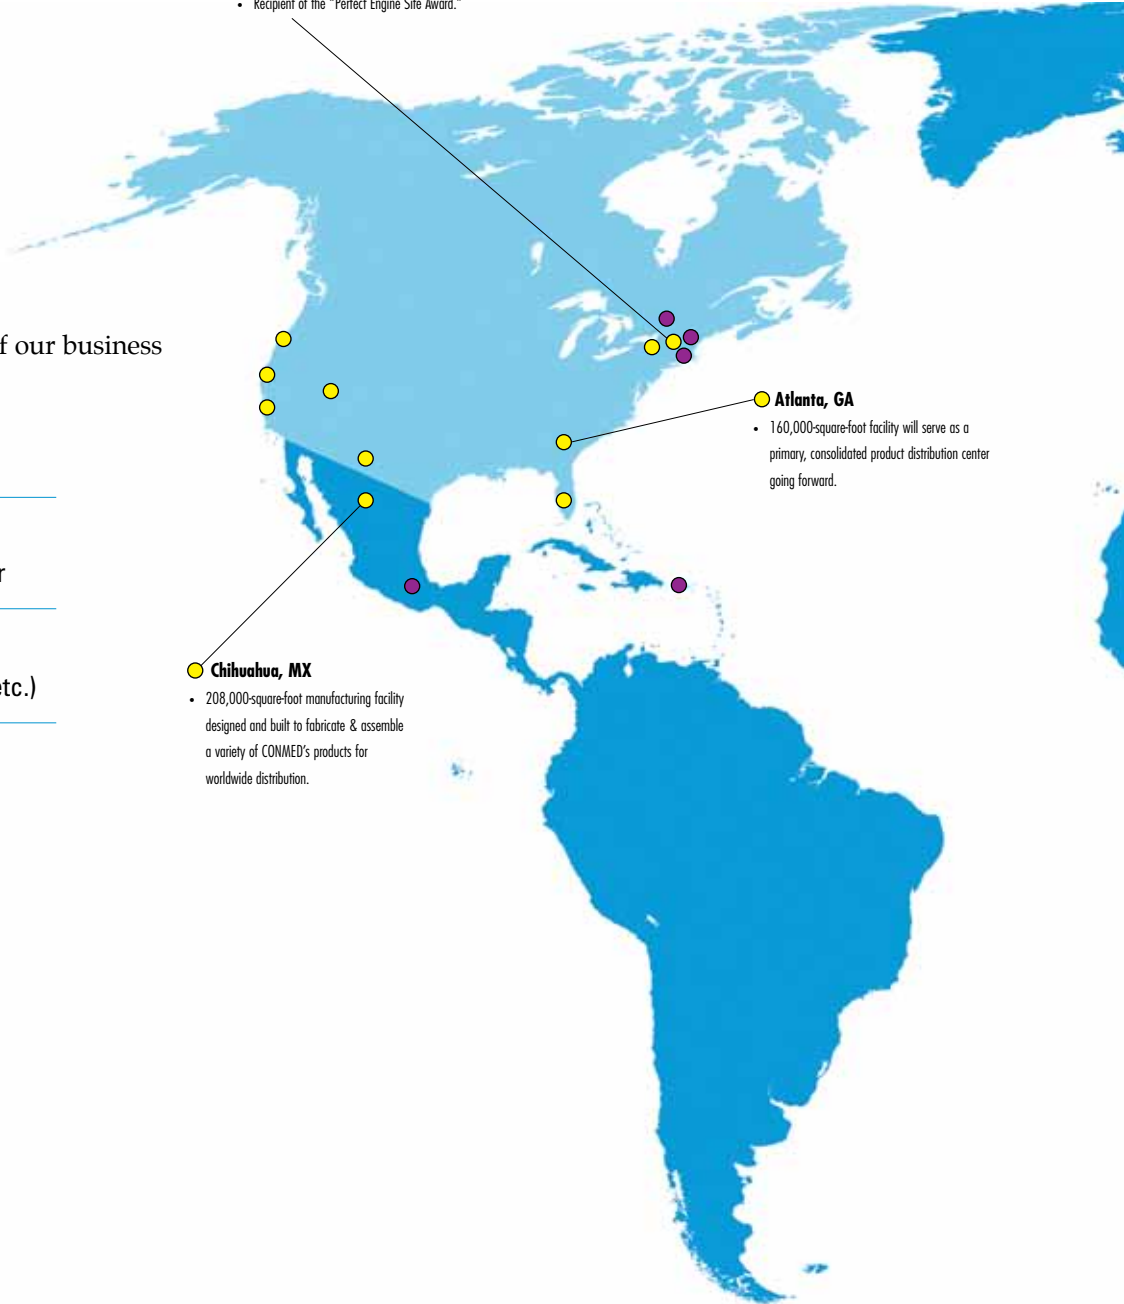 • Recipient of the "Perfect Engine Site Award."
f our business
r
etc.)
Atlanta, GA
• 160,000-square-foot facility will serve as a
primary, consolidated product distribution center
going forward.
Chihuahua, MX
• 208,000-square-foot manufacturing facility
designed and built to fabricate & assemble
a variety of CONMED's products for
worldwide distribution.